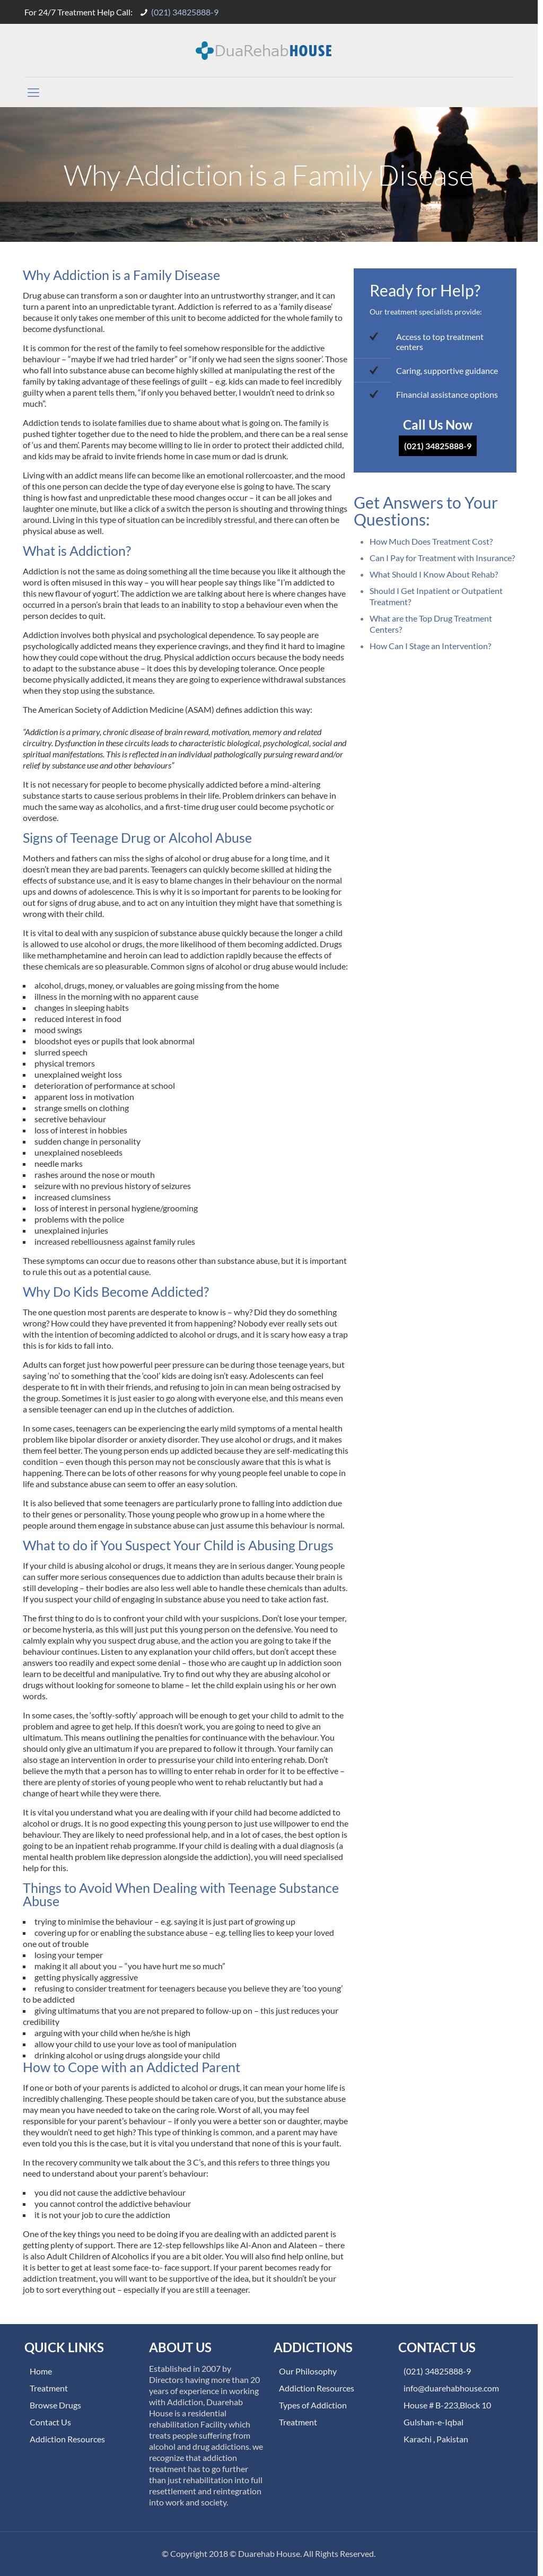 For 24/7 Treatment Help Call: (021) 34825888-9
DuaRehabHOUSE
Why Addiction is a Family Disease
Why Addiction is a Family Disease
Drug abuse can transform a son or daughter into an untrustworthy stranger, and it can
turn a parent into an unpredictable tyrant. Addiction is referred to as a ‘family disease’
because it only takes one member of this unit to become addicted for the whole family to
become dysfunctional.
It is common for the rest of the family to feel somehow responsible for the addictive
behaviour – “maybe if we had tried harder” or “if only we had seen the signs sooner’. Those
who fall into substance abuse can become highly skilled at manipulating the rest of the
family by taking advantage of these feelings of guilt – e.g. kids can made to feel incredibly
guilty when a parent tells them, “if only you behaved better, I wouldn’t need to drink so
much”.
Addiction tends to isolate families due to shame about what is going on. The family is
pushed tighter together due to the need to hide the problem, and there can be a real sense
of ‘us and them’. Parents may become willing to lie in order to protect their addicted child,
and kids may be afraid to invite friends home in case mum or dad is drunk.
Living with an addict means life can become like an emotional rollercoaster, and the mood
of this one person can decide the type of day everyone else is going to have. The scary
thing is how fast and unpredictable these mood changes occur – it can be all jokes and
laughter one minute, but like a click of a switch the person is shouting and throwing things
around. Living in this type of situation can be incredibly stressful, and there can often be
physical abuse as well.
What is Addiction?
Addiction is not the same as doing something all the time because you like it although the
word is often misused in this way – you will hear people say things like “I’m addicted to
this new flavour of yogurt’. The addiction we are talking about here is where changes have
occurred in a person’s brain that leads to an inability to stop a behaviour even when the
person decides to quit.
Addiction involves both physical and psychological dependence. To say people are
psychologically addicted means they experience cravings, and they find it hard to imagine
how they could cope without the drug. Physical addiction occurs because the body needs
to adapt to the substance abuse – it does this by developing tolerance. Once people
become physically addicted, it means they are going to experience withdrawal substances
when they stop using the substance.
The American Society of Addiction Medicine (ASAM) defines addiction this way:
“Addiction is a primary, chronic disease of brain reward, motivation, memory and related
circuitry. Dysfunction in these circuits leads to characteristic biological, psychological, social and
spiritual manifestations. This is reflected in an individual pathologically pursuing reward and/or
relief by substance use and other behaviours”
It is not necessary for people to become physically addicted before a mind-altering
substance starts to cause serious problems in their life. Problem drinkers can behave in
much the same way as alcoholics, and a first-time drug user could become psychotic or
overdose.
Signs of Teenage Drug or Alcohol Abuse
Mothers and fathers can miss the sighs of alcohol or drug abuse for a long time, and it
doesn’t mean they are bad parents. Teenagers can quickly become skilled at hiding the
effects of substance use, and it is easy to blame changes in their behaviour on the normal
ups and downs of adolescence. This is why it is so important for parents to be looking for
out for signs of drug abuse, and to act on any intuition they might have that something is
wrong with their child.
It is vital to deal with any suspicion of substance abuse quickly because the longer a child
is allowed to use alcohol or drugs, the more likelihood of them becoming addicted. Drugs
like methamphetamine and heroin can lead to addiction rapidly because the effects of
these chemicals are so pleasurable. Common signs of alcohol or drug abuse would include:
▪ alcohol, drugs, money, or valuables are going missing from the home
▪ illness in the morning with no apparent cause
▪ changes in sleeping habits
▪ reduced interest in food
▪ mood swings
▪ bloodshot eyes or pupils that look abnormal
▪ slurred speech
▪ physical tremors
▪ unexplained weight loss
▪ deterioration of performance at school
▪ apparent loss in motivation
▪ strange smells on clothing
▪ secretive behaviour
▪ loss of interest in hobbies
▪ sudden change in personality
▪ unexplained nosebleeds
▪ needle marks
▪ rashes around the nose or mouth
▪ seizure with no previous history of seizures
▪ increased clumsiness
▪ loss of interest in personal hygiene/grooming
▪ problems with the police
▪ unexplained injuries
▪ increased rebelliousness against family rules
These symptoms can occur due to reasons other than substance abuse, but it is important
to rule this out as a potential cause.
Why Do Kids Become Addicted?
The one question most parents are desperate to know is – why? Did they do something
wrong? How could they have prevented it from happening? Nobody ever really sets out
with the intention of becoming addicted to alcohol or drugs, and it is scary how easy a trap
this is for kids to fall into.
Adults can forget just how powerful peer pressure can be during those teenage years, but
saying ‘no’ to something that the ‘cool’ kids are doing isn’t easy. Adolescents can feel
desperate to fit in with their friends, and refusing to join in can mean being ostracised by
the group. Sometimes it is just easier to go along with everyone else, and this means even
a sensible teenager can end up in the clutches of addiction.
In some cases, teenagers can be experiencing the early mild symptoms of a mental health
problem like bipolar disorder or anxiety disorder. They use alcohol or drugs, and it makes
them feel better. The young person ends up addicted because they are self-medicating this
condition – even though this person may not be consciously aware that this is what is
happening. There can be lots of other reasons for why young people feel unable to cope in
life and substance abuse can seem to offer an easy solution.
It is also believed that some teenagers are particularly prone to falling into addiction due
to their genes or personality. Those young people who grow up in a home where the
people around them engage in substance abuse can just assume this behaviour is normal.
What to do if You Suspect Your Child is Abusing Drugs
If your child is abusing alcohol or drugs, it means they are in serious danger. Young people
can suffer more serious consequences due to addiction than adults because their brain is
still developing – their bodies are also less well able to handle these chemicals than adults.
If you suspect your child of engaging in substance abuse you need to take action fast.
The first thing to do is to confront your child with your suspicions. Don’t lose your temper,
or become hysteria, as this will just put this young person on the defensive. You need to
calmly explain why you suspect drug abuse, and the action you are going to take if the
behaviour continues. Listen to any explanation your child offers, but don’t accept these
answers too readily and expect some denial – those who are caught up in addiction soon
learn to be deceitful and manipulative. Try to find out why they are abusing alcohol or
drugs without looking for someone to blame – let the child explain using his or her own
words.
In some cases, the ‘softly-softly’ approach will be enough to get your child to admit to the
problem and agree to get help. If this doesn’t work, you are going to need to give an
ultimatum. This means outlining the penalties for continuance with the behaviour. You
should only give an ultimatum if you are prepared to follow it through. Your family can
also stage an intervention in order to pressurise your child into entering rehab. Don’t
believe the myth that a person has to willing to enter rehab in order for it to be effective –
there are plenty of stories of young people who went to rehab reluctantly but had a
change of heart while they were there.
It is vital you understand what you are dealing with if your child had become addicted to
alcohol or drugs. It is no good expecting this young person to just use willpower to end the
behaviour. They are likely to need professional help, and in a lot of cases, the best option is
going to be an inpatient rehab programme. If your child is dealing with a dual diagnosis (a
mental health problem like depression alongside the addiction), you will need specialised
help for this.
Things to Avoid When Dealing with Teenage Substance
Abuse
▪ trying to minimise the behaviour – e.g. saying it is just part of growing up
▪ covering up for or enabling the substance abuse – e.g. telling lies to keep your loved
one out of trouble
▪ losing your temper
▪ making it all about you – “you have hurt me so much”
▪ getting physically aggressive
▪ refusing to consider treatment for teenagers because you believe they are ‘too young’
to be addicted
▪ giving ultimatums that you are not prepared to follow-up on – this just reduces your
credibility
▪ arguing with your child when he/she is high
▪ allow your child to use your love as tool of manipulation
▪ drinking alcohol or using drugs alongside your child
How to Cope with an Addicted Parent
If one or both of your parents is addicted to alcohol or drugs, it can mean your home life is
incredibly challenging. These people should be taken care of you, but the substance abuse
may mean you have needed to take on the caring role. Worst of all, you may feel
responsible for your parent’s behaviour – if only you were a better son or daughter, maybe
they wouldn’t need to get high? This type of thinking is common, and a parent may have
even told you this is the case, but it is vital you understand that none of this is your fault.
In the recovery community we talk about the 3 C’s, and this refers to three things you
need to understand about your parent’s behaviour:
▪ you did not cause the addictive behaviour
▪ you cannot control the addictive behaviour
▪ it is not your job to cure the addiction
One of the key things you need to be doing if you are dealing with an addicted parent is
getting plenty of support. There are 12-step fellowships like Al-Anon and Alateen – there
is also Adult Children of Alcoholics if you are a bit older. You will also find help online, but
it is better to get at least some face-to- face support. If your parent becomes ready for
addiction treatment, you will want to be supportive of the idea, but it shouldn’t be your
job to sort everything out – especially if you are still a teenager.
Ready for Help?
Our treatment specialists provide:
Access to top treatment
centers
Caring, supportive guidance
Financial assistance options
Call Us Now
(021) 34825888-9
Get Answers to Your
Questions:
• How Much Does Treatment Cost?
• Can I Pay for Treatment with Insurance?
• What Should I Know About Rehab?
• Should I Get Inpatient or Outpatient
Treatment?
• What are the Top Drug Treatment
Centers?
• How Can I Stage an Intervention?
QUICK LINKS
Home
Treatment
Browse Drugs
Contact Us
Addiction Resources
ABOUT US
Established in 2007 by
Directors having more than 20
years of experience in working
with Addiction, Duarehab
House is a residential
rehabilitation Facility which
treats people suffering from
alcohol and drug addictions. we
recognize that addiction
treatment has to go further
than just rehabilitation into full
resettlement and reintegration
into work and society.
ADDICTIONS
Our Philosophy
Addiction Resources
Types of Addiction
Treatment
CONTACT US
(021) 34825888-9
info@duarehabhouse.com
House # B-223,Block 10
Gulshan-e-Iqbal
Karachi , Pakistan
© Copyright 2018 © Duarehab House. All Rights Reserved.